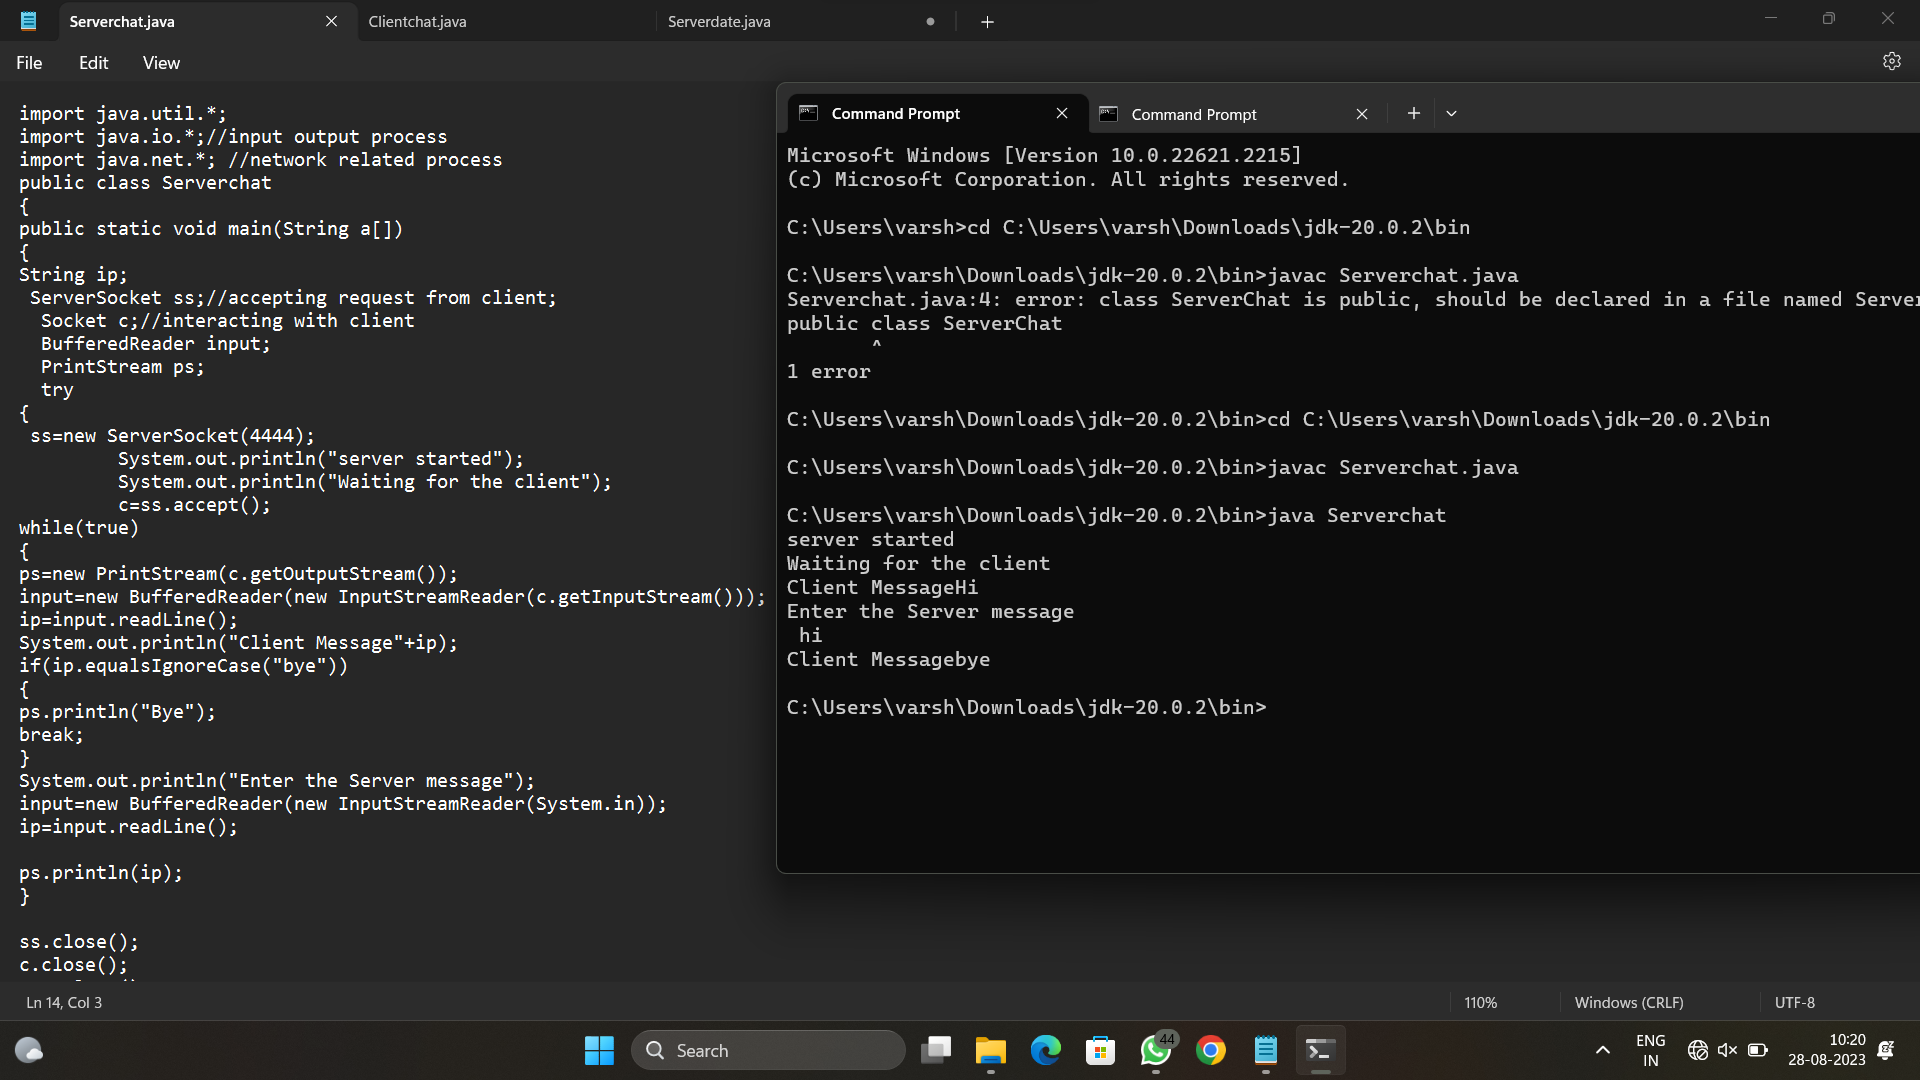 Serverchat.java
Clientchat.java
Serverdate.java
File Edit View
import java.util.*;
import java.io.*;//input output process
import java.net.*; //network related process
public class Serverchat
{
public static void main(String a[])
{
String ip;
 ServerSocket ss;//accepting request from client;
  Socket c;//interacting with client
  BufferedReader input;
  PrintStream ps;
  try
{
 ss=new ServerSocket(4444);
         System.out.println("server started");
         System.out.println("Waiting for the client");
         c=ss.accept();
while(true)
{
ps=new PrintStream(c.getOutputStream());
input=new BufferedReader(new InputStreamReader(c.getInputStream()));
ip=input.readLine();
System.out.println("Client Message"+ip);
if(ip.equalsIgnoreCase("bye"))
{
ps.println("Bye");
break;
}
System.out.println("Enter the Server message");
input=new BufferedReader(new InputStreamReader(System.in));
ip=input.readLine();
ps.println(ip);
}
ss.close();
c.close();
Command Prompt
Command Prompt
Microsoft Windows [Version 10.0.22621.2215]
(c) Microsoft Corporation. All rights reserved.
C:\Users\varsh>cd C:\Users\varsh\Downloads\jdk-20.0.2\bin
C:\Users\varsh\Downloads\jdk-20.0.2\bin>javac Serverchat.java
Serverchat.java:4: error: class ServerChat is public, should be declared in a file named Server
public class ServerChat
       ^
1 error
C:\Users\varsh\Downloads\jdk-20.0.2\bin>cd C:\Users\varsh\Downloads\jdk-20.0.2\bin
C:\Users\varsh\Downloads\jdk-20.0.2\bin>javac Serverchat.java
C:\Users\varsh\Downloads\jdk-20.0.2\bin>java Serverchat
server started
Waiting for the client
Client MessageHi
Enter the Server message
 hi
Client Messagebye
C:\Users\varsh\Downloads\jdk-20.0.2\bin>
Ln 14, Col 3
110%
Windows (CRLF)
UTF-8
Search
44
ENG
IN
10:20
28-08-2023